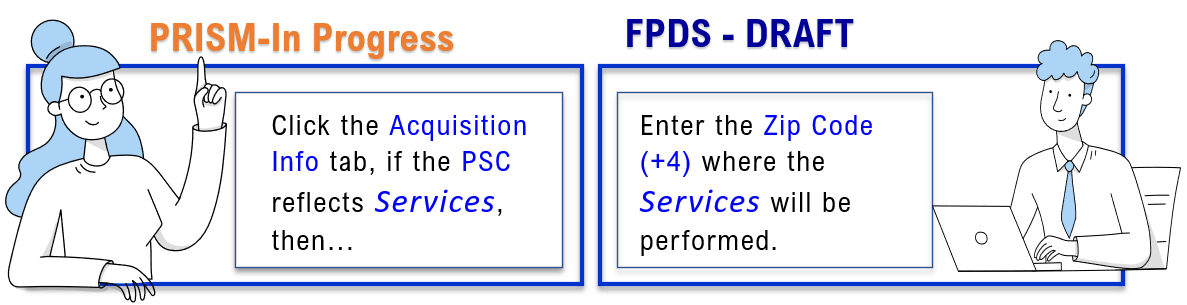 PRISM-In Progress
Click the Acquisition
Info tab, if the PSC
reflects Services,
then...
FPDS - DRAFT
Enter the Zip Code
(+4) where the
Services will be
performed.